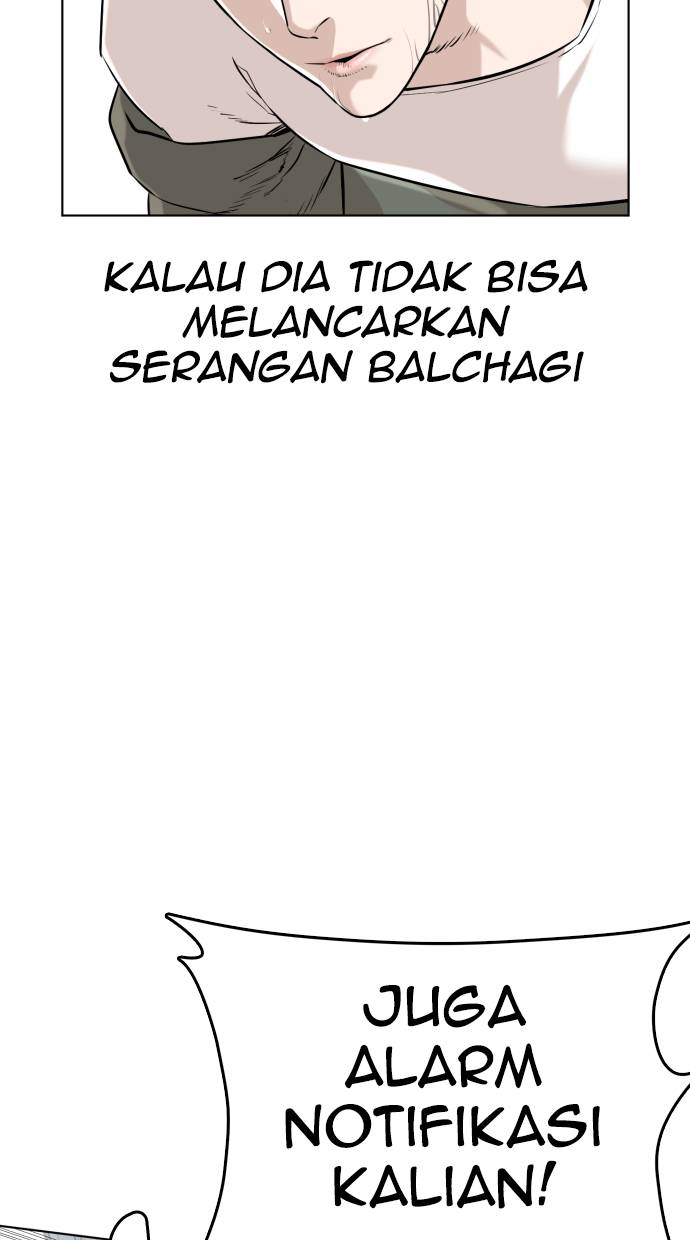 KALAU DIA TIDAK BISA
MELANCARKAN
SERANGAN BALCHAGI
JUGA
ALARM
NOTIFIKASI
KALIAN!